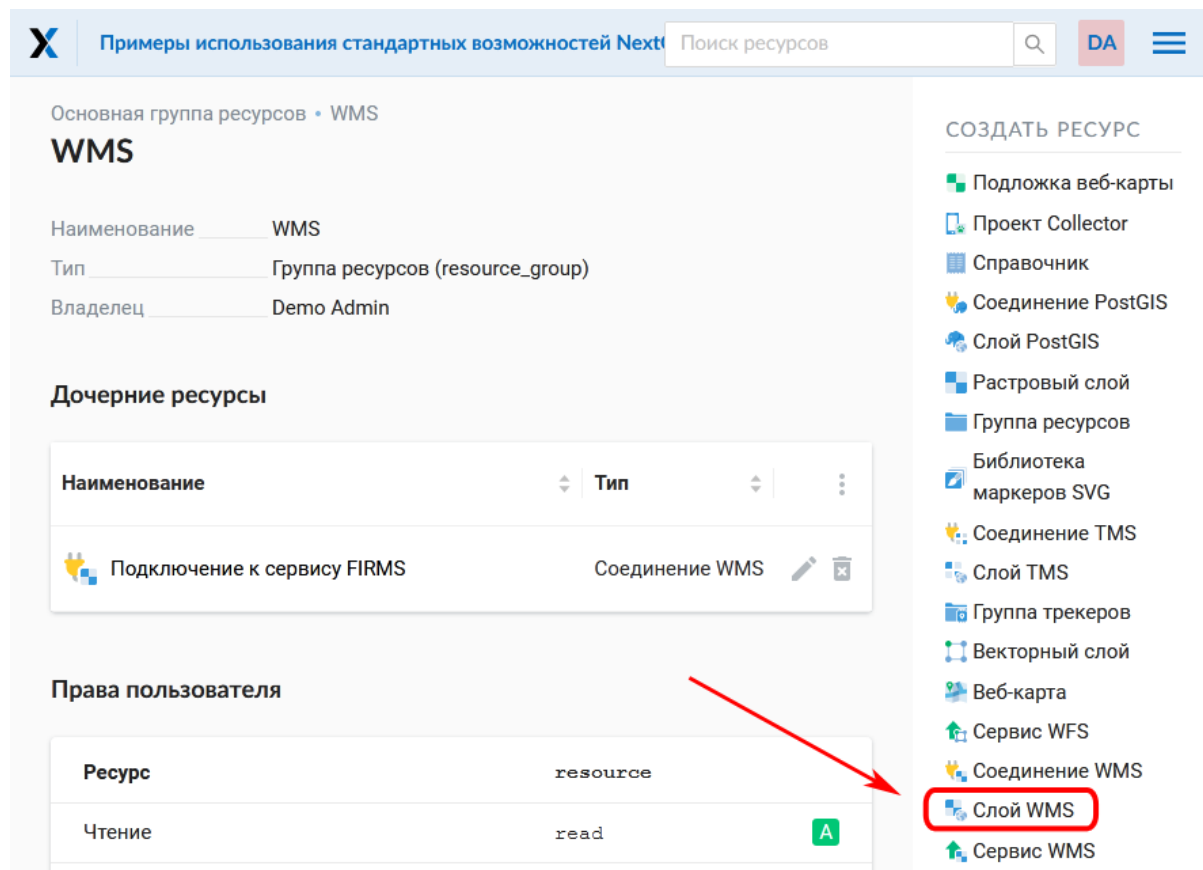 Примеры использования стандартных возможностей Next
Поиск ресурсов
DA
Основная группа ресурсов • WMS
WMS
Наименование WMS
Тип Группа ресурсов (resource_group)
Владелец Demo Admin
Дочерние ресурсы
Наименование Тип
Подключение к сервису FIRMS Соединение WMS
Права пользователя
Ресурс resource
Чтение read A
СОЗДАТЬ РЕСУРС
Подложка веб-карты
Проект Collector
Справочник
Соединение PostGIS
Слой PostGIS
Растровый слой
Группа ресурсов
Библиотека
маркеров SVG
Соединение TMS
Слой TMS
Группа трекеров
Векторный слой
Веб-карта
Сервис WFS
Соединение WMS
Слой WMS
Сервис WMS